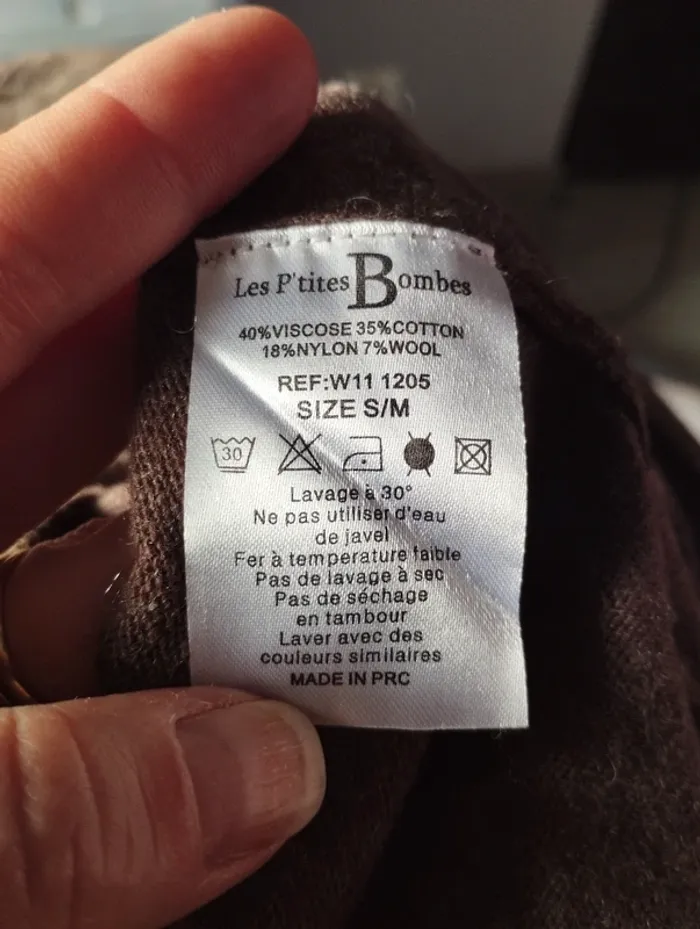 Les P'tites Bombes
40%VISCOSE 35%COTTON
18%NYLON 7%WOOL
REF:W11 1205
SIZE S/M
30
Lavage à 30°
Ne pas utiliser d'eau
de javel
Fer à temperature faible
Pas de lavage à sec
Pas de séchage
en tambour
Laver avec des
couleurs similaires
MADE IN PRC